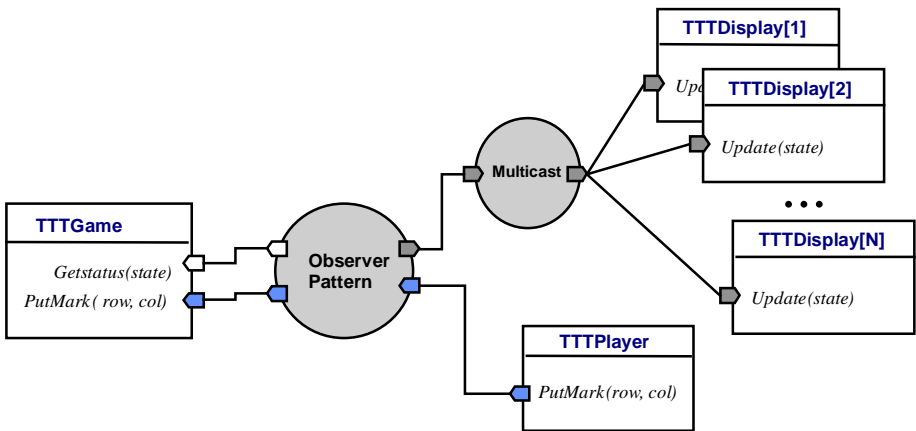 TTTDisplay[1]
Upd
TTTDisplay[2]
Update(state)
Multicast
• • •
TTTGame
Getstatus(state)
PutMark( row, col)
Observer
Pattern
TTTDisplay[N]
Update(state)
TTTPlayer
PutMark(row, col)